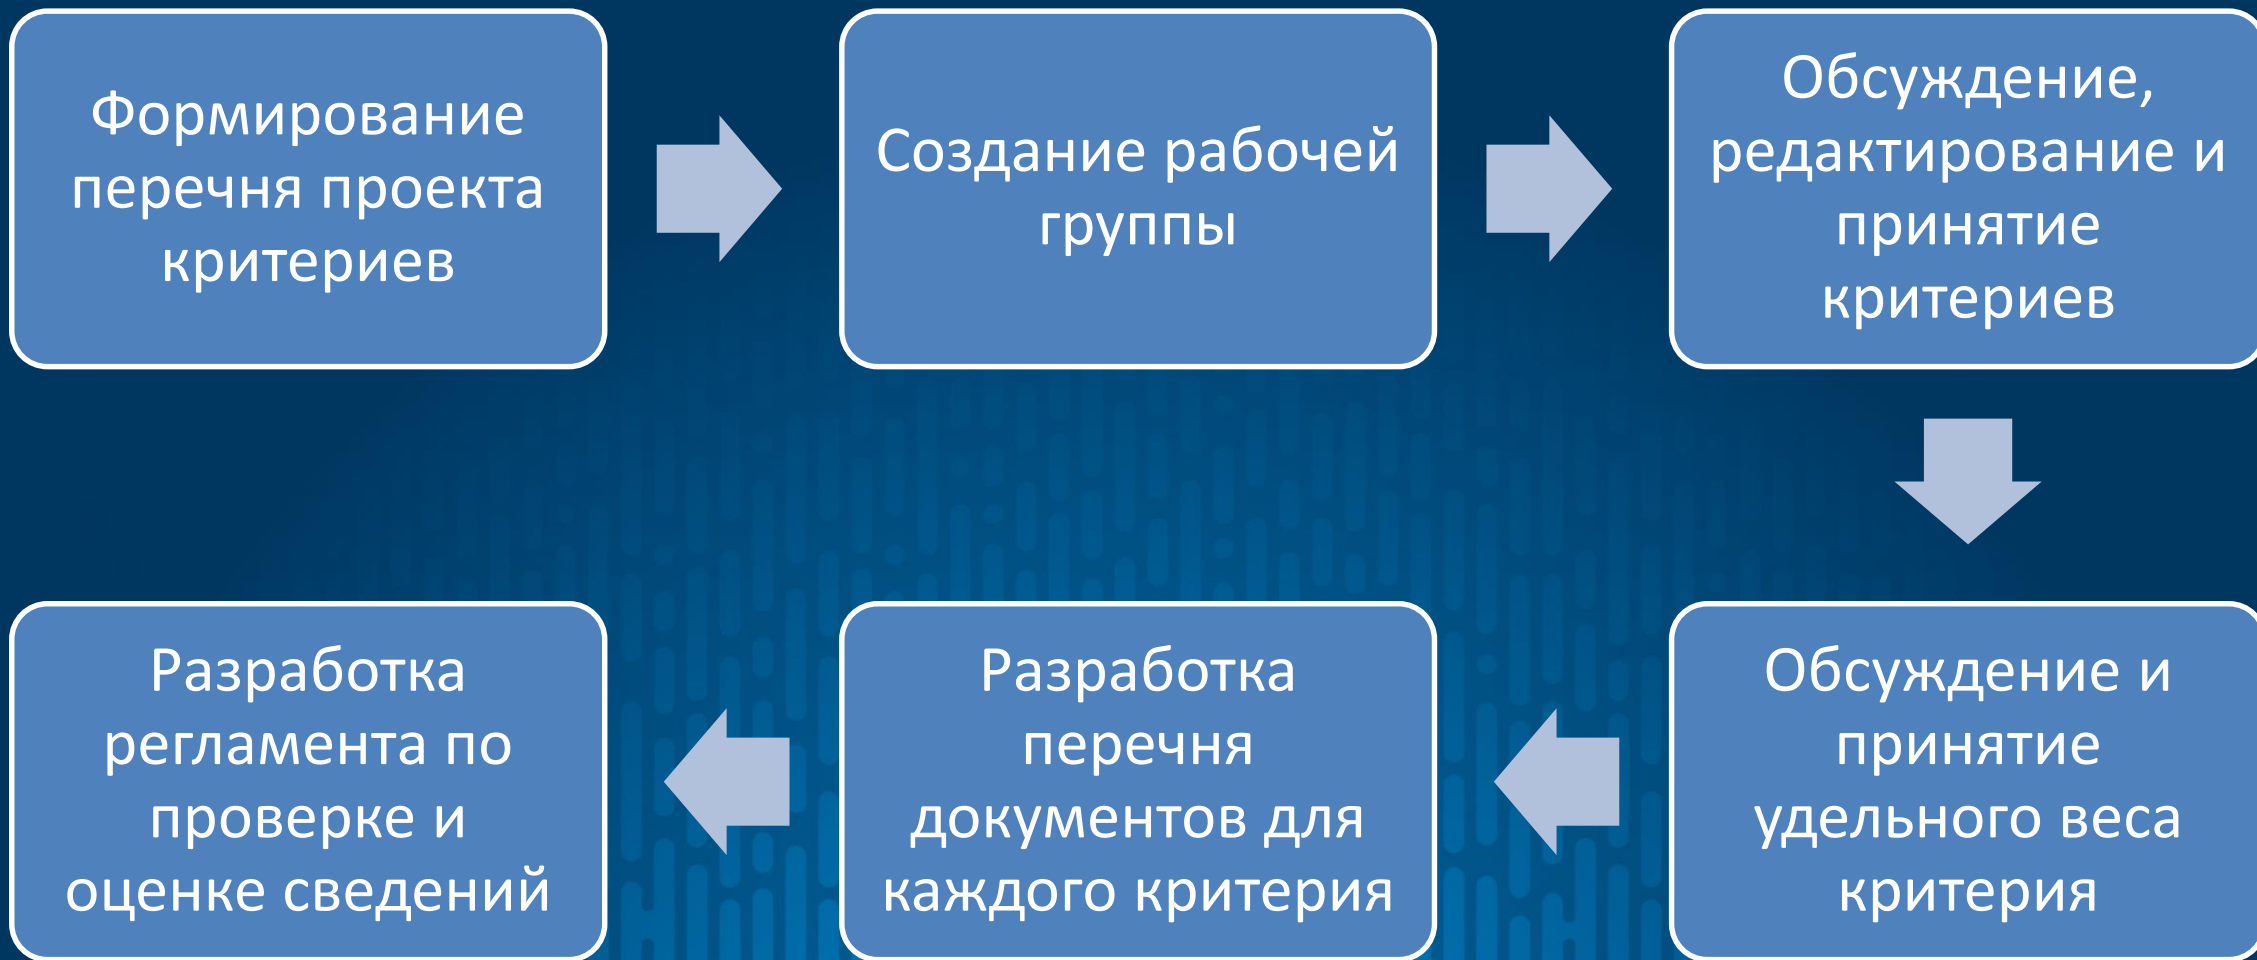 Формирование
перечня проекта
критериев
Создание рабочей
группы
Обсуждение,
редактирование и
принятие
критериев
Обсуждение и
принятие
удельного веса
критерия
Разработка
перечня
документов для
каждого критерия
Разработка
регламента по
проверке и
оценке сведений